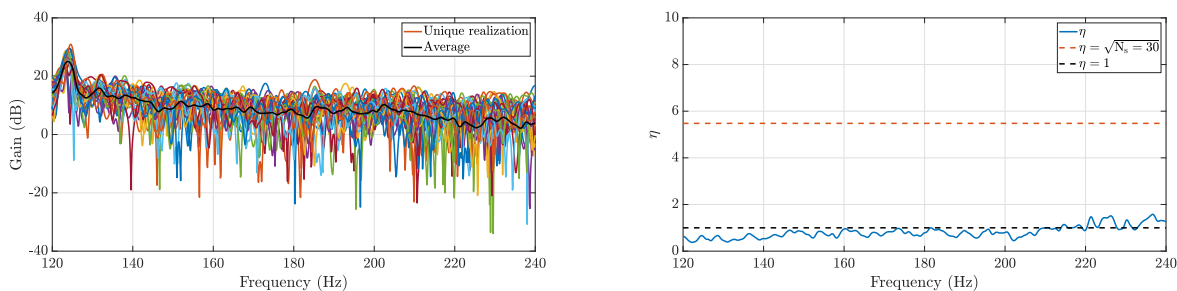 40
20
0
-20
-40
120 140 160 180 200 220 240
Gain (dB)
Frequency (Hz)
Unique realization
Average
10
8
6
4
2
0
120 140 160 180 200 220 240
η
Frequency (Hz)
η
η = √Nₛ = 30
η = 1